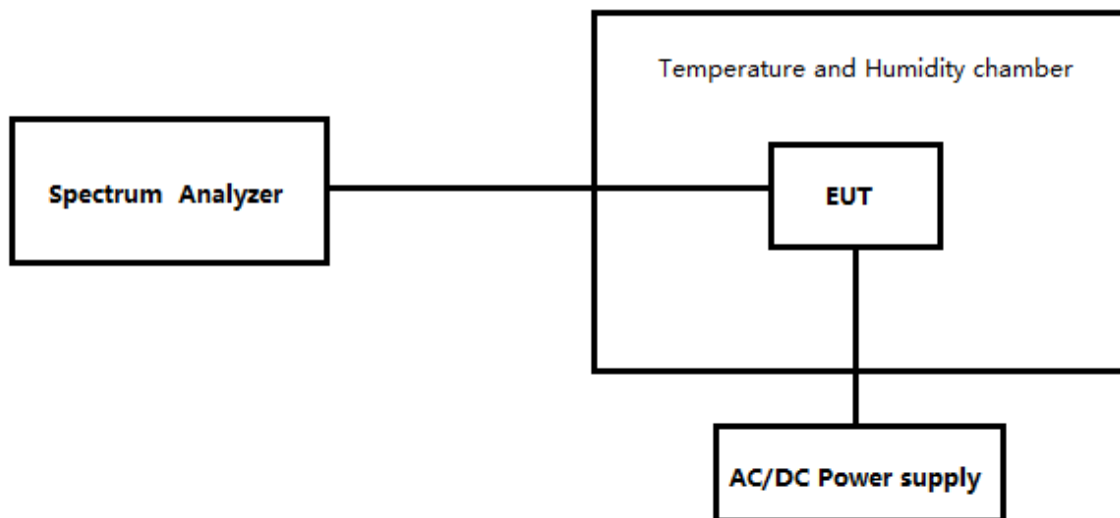 Temperature and Humidity chamber
Spectrum Analyzer
EUT
AC/DC Power supply